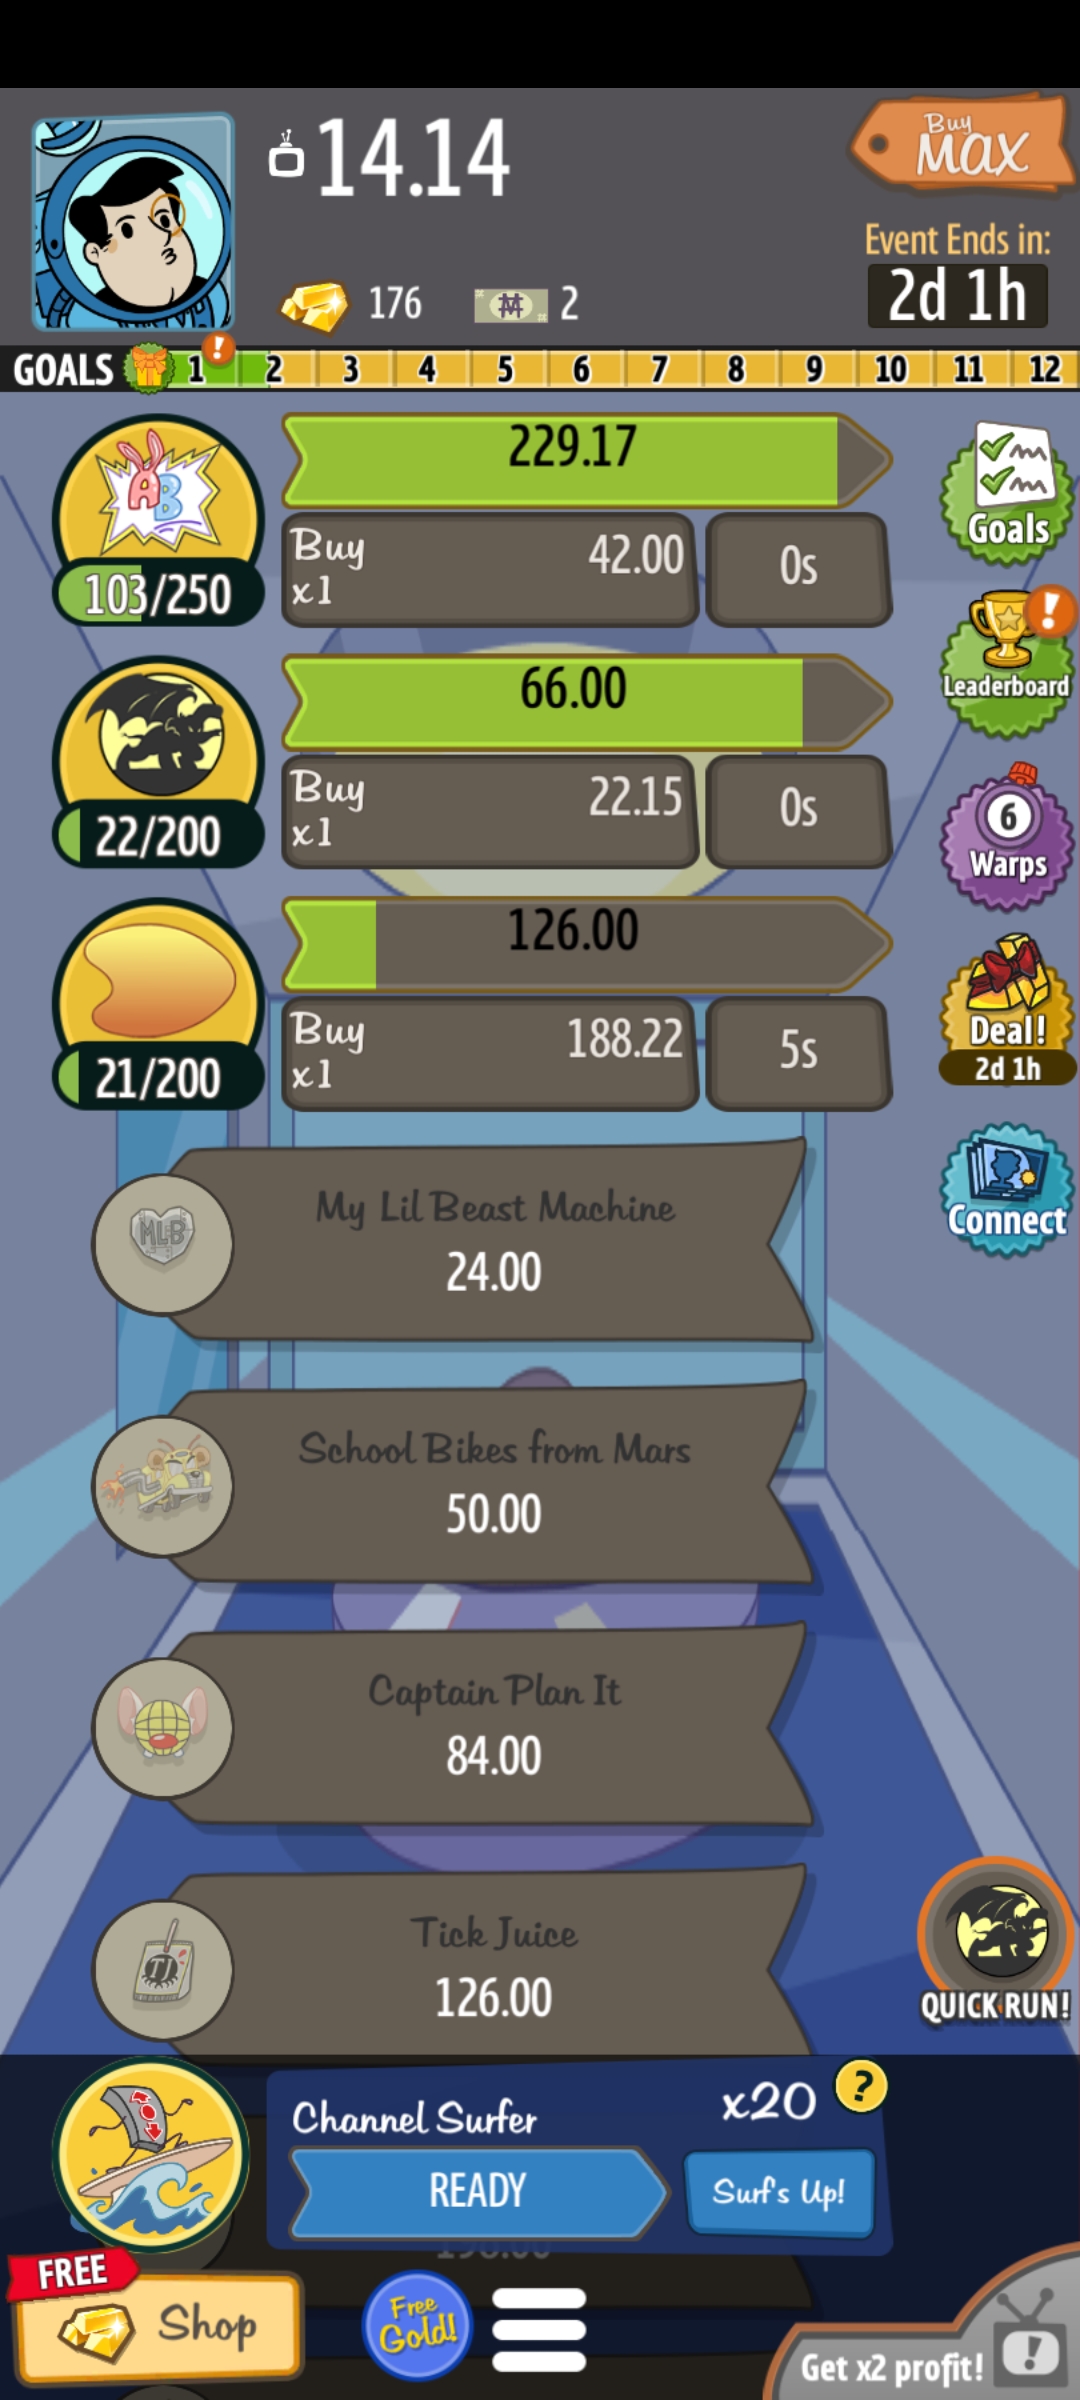 14.14
Buy
MAX
176
2
Event Ends in:
2d 1h
GOALS 1 ! 2 3 4 5 6 7 8 9 10 11 12
AB
229.17
103/250
Buy
x1
42.00
0s
Goals
66.00
22/200
Buy
x1
22.15
0s
!
Leaderboard
6
Warps
126.00
21/200
Buy
x1
188.22
5s
Deal!
2d 1h
MLB
My Lil Beast Machine
24.00
Connect
School Bikes from Mars
50.00
Captain Plan It
84.00
TJ
Tick Juice
126.00
QUICK RUN!
Channel Surfer
x20
?
READY
Surf's Up!
FREE
Shop
Free
Gold!
Get x2 profit!
!